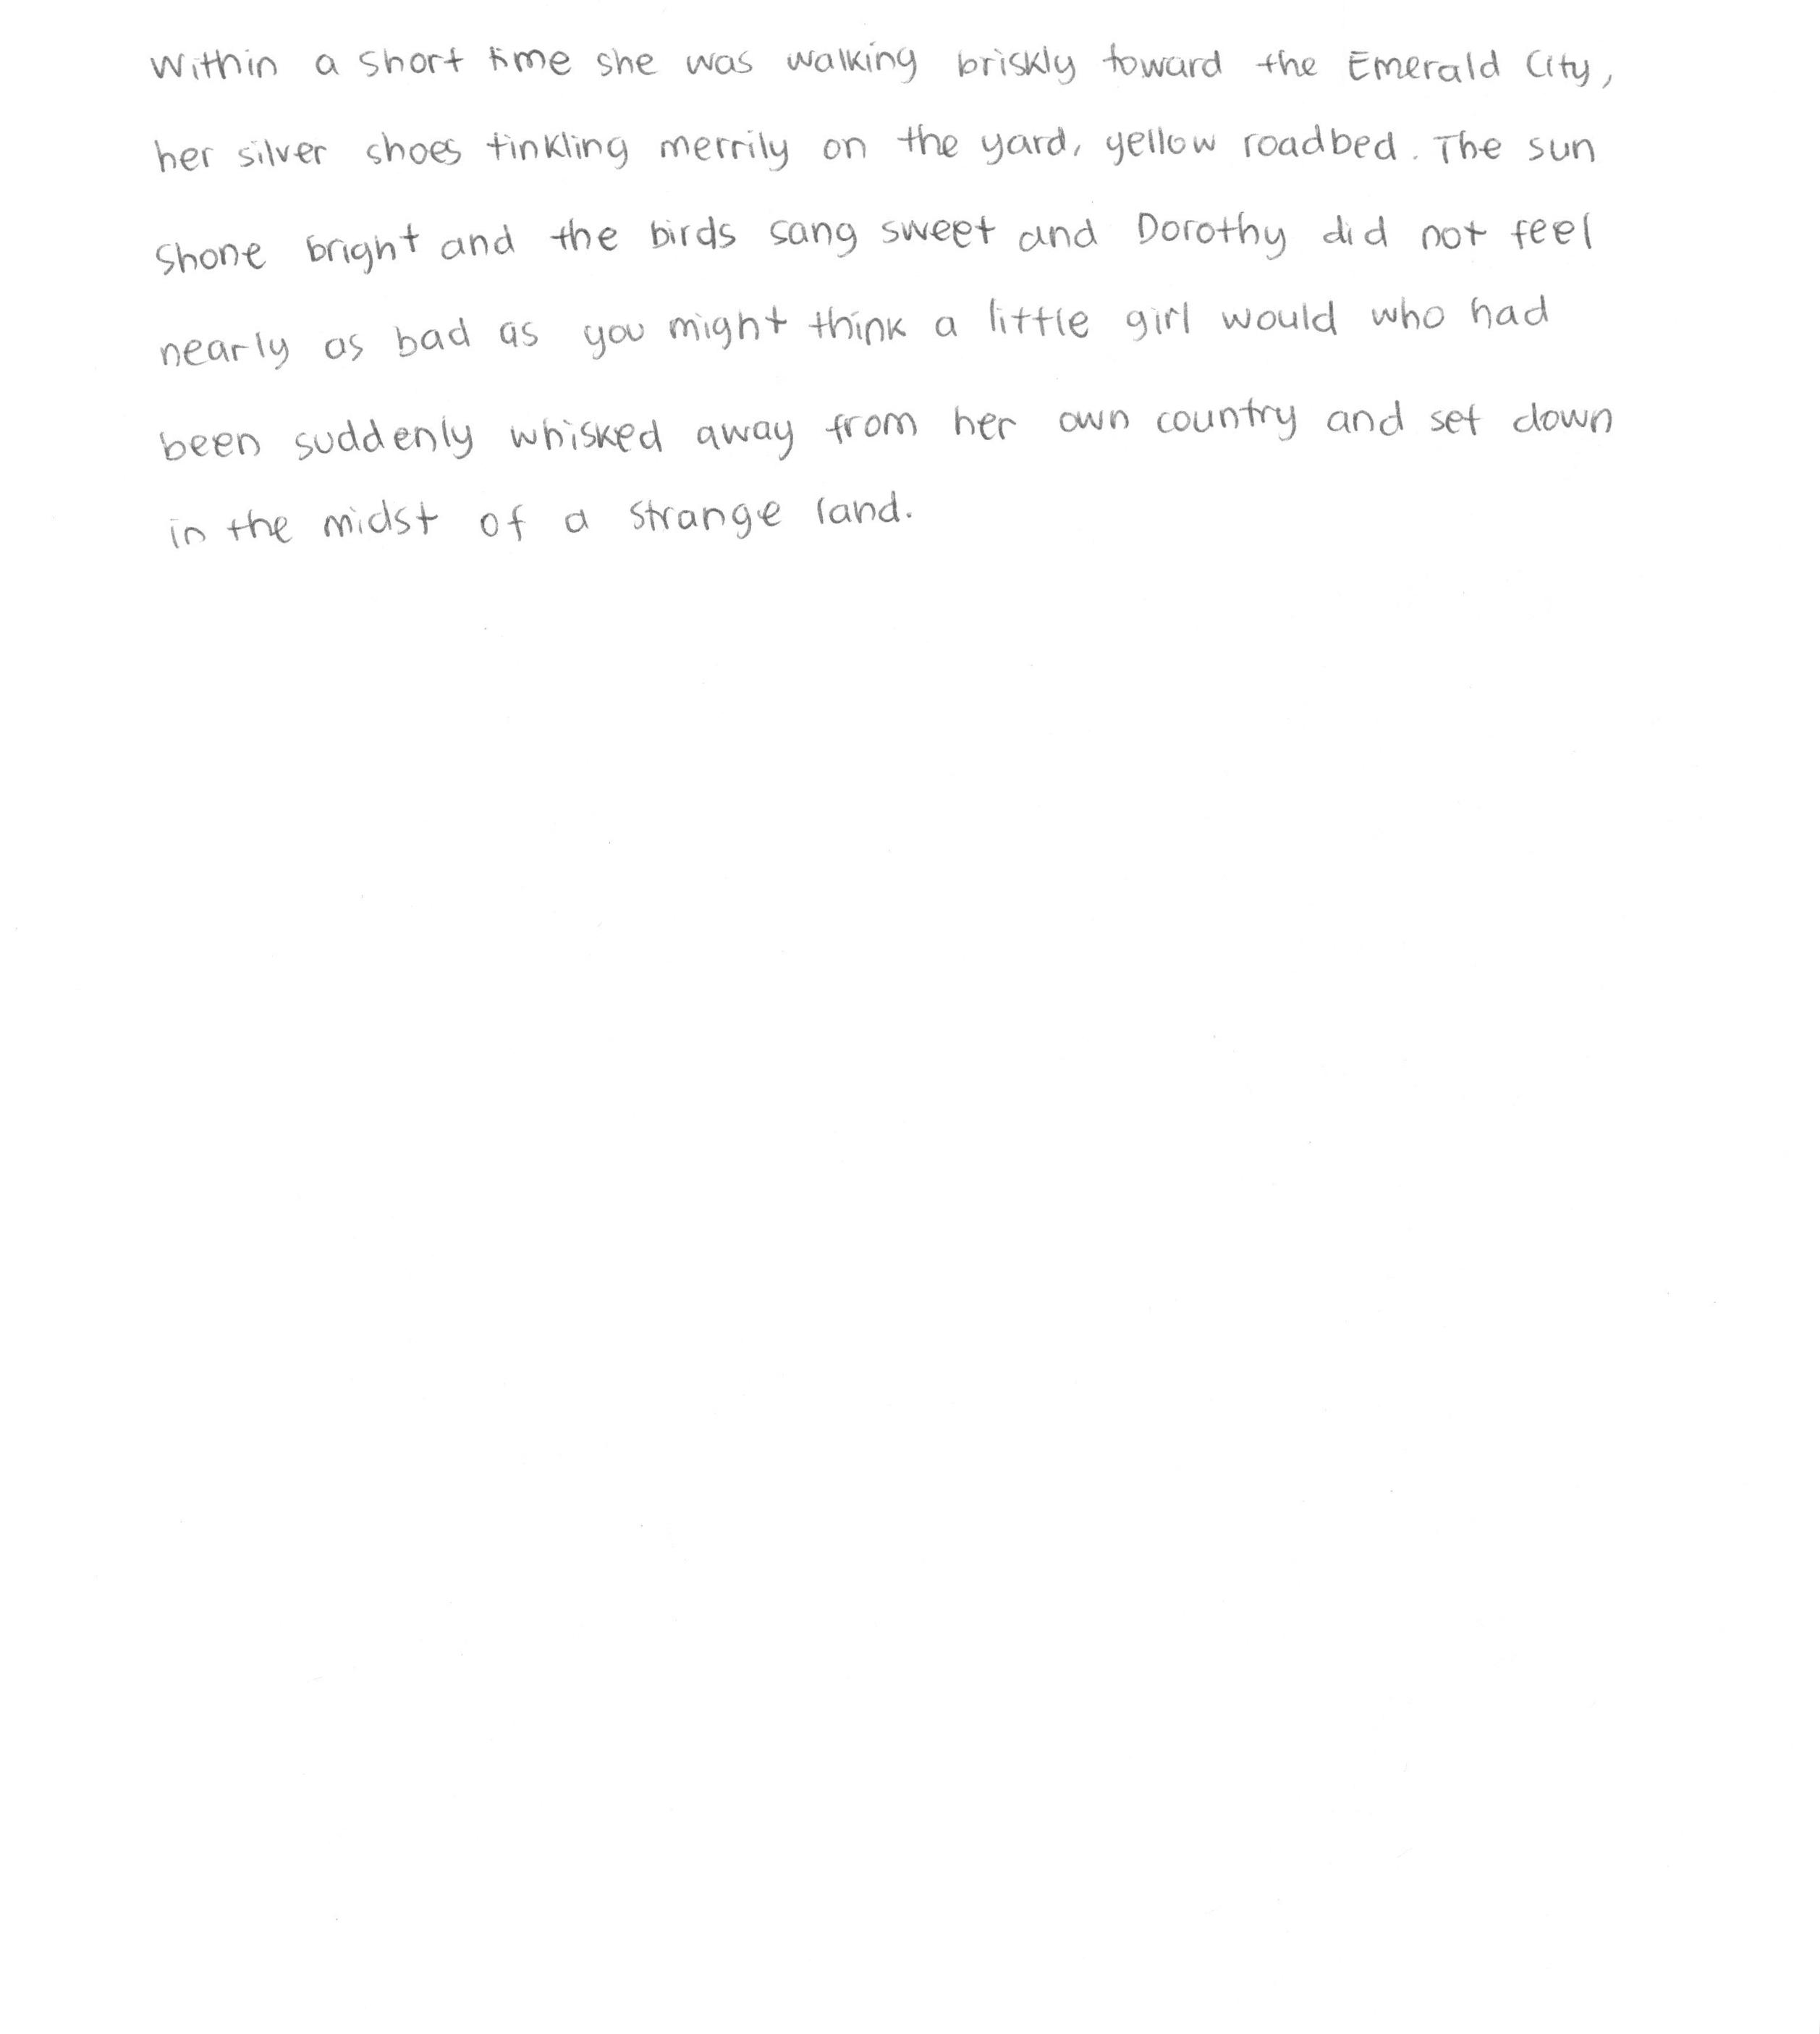 Within a short time she was walking briskly toward the Emerald City,
her silver shoes tinkling merrily on the yard, yellow roadbed. The sun
shone bright and the birds sang sweet and Dorothy did not feel
nearly as bad as you might think a little girl would who had
been suddenly whisked away from her own country and set down
in the midst of a strange land.